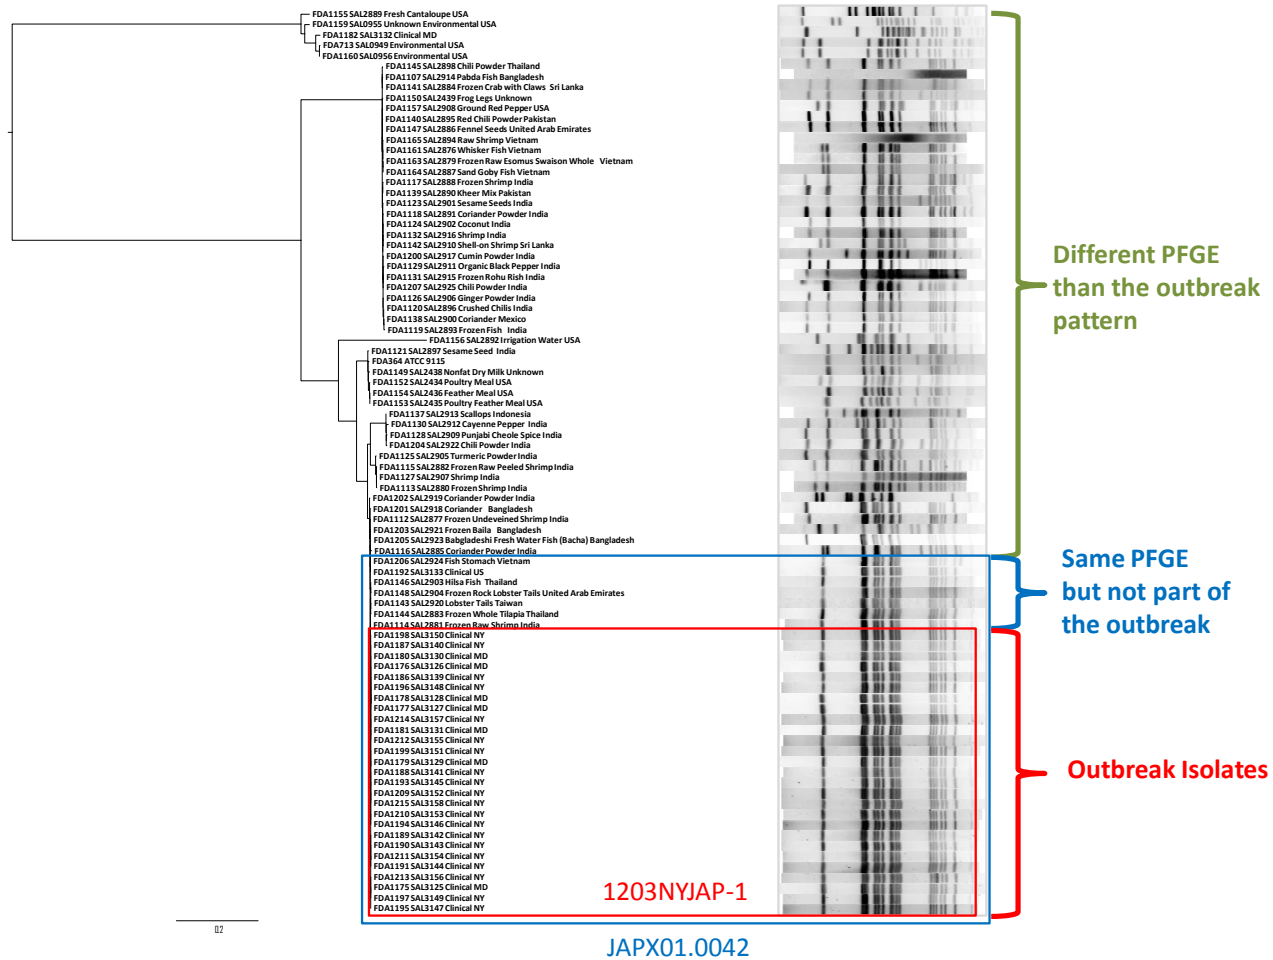 FDA1155 SAL2889 Fresh Cantaloupe USA
FDA1159 SAL0955 Unknown Environmental USA
FDA1182 SAL3132 Clinical MD
FDA713 SAL0949 Environmental USA
FDA1160 SAL0956 Environmental USA
FDA1145 SAL2898 Chili Powder Thailand
FDA1107 SAL2914 Pabda Fish Bangladesh
FDA1141 SAL2884 Frozen Crab with Claws Sri Lanka
FDA1150 SAL2439 Frog Legs Unknown
FDA1157 SAL2908 Ground Red Pepper USA
FDA1140 SAL2895 Red Chili Powder Pakistan
FDA1147 SAL2886 Fennel Seeds United Arab Emirates
FDA1165 SAL2894 Raw Shrimp Vietnam
FDA1161 SAL2876 Whisker Fish Vietnam
FDA1163 SAL2879 Frozen Raw Esomus Swaison Whole Vietnam
FDA1164 SAL2887 Sand Goby Fish Vietnam
FDA1117 SAL2888 Frozen Shrimp India
FDA1139 SAL2890 Kheer Mix Pakistan
FDA1123 SAL2901 Sesame Seeds India
FDA1118 SAL2891 Coriander Powder India
FDA1124 SAL2902 Coconut India
FDA1132 SAL2916 Shrimp India
FDA1142 SAL2910 Shell-on Shrimp Sri Lanka
FDA1200 SAL2917 Cumin Powder India
FDA1129 SAL2911 Organic Black Pepper India
FDA1131 SAL2915 Frozen Rohu Rish India
FDA1207 SAL2925 Chili Powder India
FDA1126 SAL2906 Ginger Powder India
FDA1120 SAL2896 Crushed Chilis India
FDA1138 SAL2900 Coriander Mexico
FDA1119 SAL2893 Frozen Fish India
FDA1156 SAL2892 Irrigation Water USA
FDA1121 SAL2897 Sesame Seed India
FDA364 ATCC 9115
FDA1149 SAL2438 Nonfat Dry Milk Unknown
FDA1152 SAL2434 Poultry Meal USA
FDA1154 SAL2436 Feather Meal USA
FDA1153 SAL2435 Poultry Feather Meal USA
FDA1137 SAL2913 Scallops Indonesia
FDA1130 SAL2912 Cayenne Pepper India
FDA1128 SAL2909 Punjabi Cheole Spice India
FDA1204 SAL2922 Chili Powder India
FDA1125 SAL2905 Turmeric Powder India
FDA1115 SAL2882 Frozen Raw Peeled Shrimp India
FDA1127 SAL2907 Shrimp India
FDA1113 SAL2880 Frozen Shrimp India
FDA1202 SAL2919 Coriander Powder India
FDA1201 SAL2918 Coriander Bangladesh
FDA1112 SAL2877 Frozen Undeveined Shrimp India
FDA1203 SAL2921 Frozen Baila Bangladesh
FDA1205 SAL2923 Babgladeshi Fresh Water Fish (Bacha) Bangladesh
FDA1116 SAL2885 Coriander Powder India
FDA1206 SAL2924 Fish Stomach Vietnam
FDA1192 SAL3133 Clinical US
FDA1146 SAL2903 Hilsa Fish Thailand
FDA1148 SAL2904 Frozen Rock Lobster Tails United Arab Emirates
FDA1143 SAL2920 Lobster Tails Taiwan
FDA1144 SAL2883 Frozen Whole Tilapia Thailand
FDA1114 SAL2881 Frozen Raw Shrimp India
FDA1198 SAL3150 Clinical NY
FDA1187 SAL3140 Clinical NY
FDA1180 SAL3130 Clinical MD
FDA1176 SAL3126 Clinical MD
FDA1186 SAL3139 Clinical NY
FDA1196 SAL3148 Clinical NY
FDA1178 SAL3128 Clinical MD
FDA1177 SAL3127 Clinical MD
FDA1214 SAL3157 Clinical NY
FDA1181 SAL3131 Clinical MD
FDA1212 SAL3155 Clinical NY
FDA1199 SAL3151 Clinical NY
FDA1179 SAL3129 Clinical MD
FDA1188 SAL3141 Clinical NY
FDA1193 SAL3145 Clinical NY
FDA1209 SAL3152 Clinical NY
FDA1215 SAL3158 Clinical NY
FDA1210 SAL3153 Clinical NY
FDA1194 SAL3146 Clinical NY
FDA1189 SAL3142 Clinical NY
FDA1190 SAL3143 Clinical NY
FDA1211 SAL3154 Clinical NY
FDA1191 SAL3144 Clinical NY
FDA1213 SAL3156 Clinical NY
FDA1175 SAL3125 Clinical MD
FDA1197 SAL3149 Clinical NY
FDA1195 SAL3147 Clinical NY
0.2
1203NYJAP-1
JAPX01.0042
Different PFGE
than the outbreak
pattern
Same PFGE
but not part of
the outbreak
Outbreak Isolates